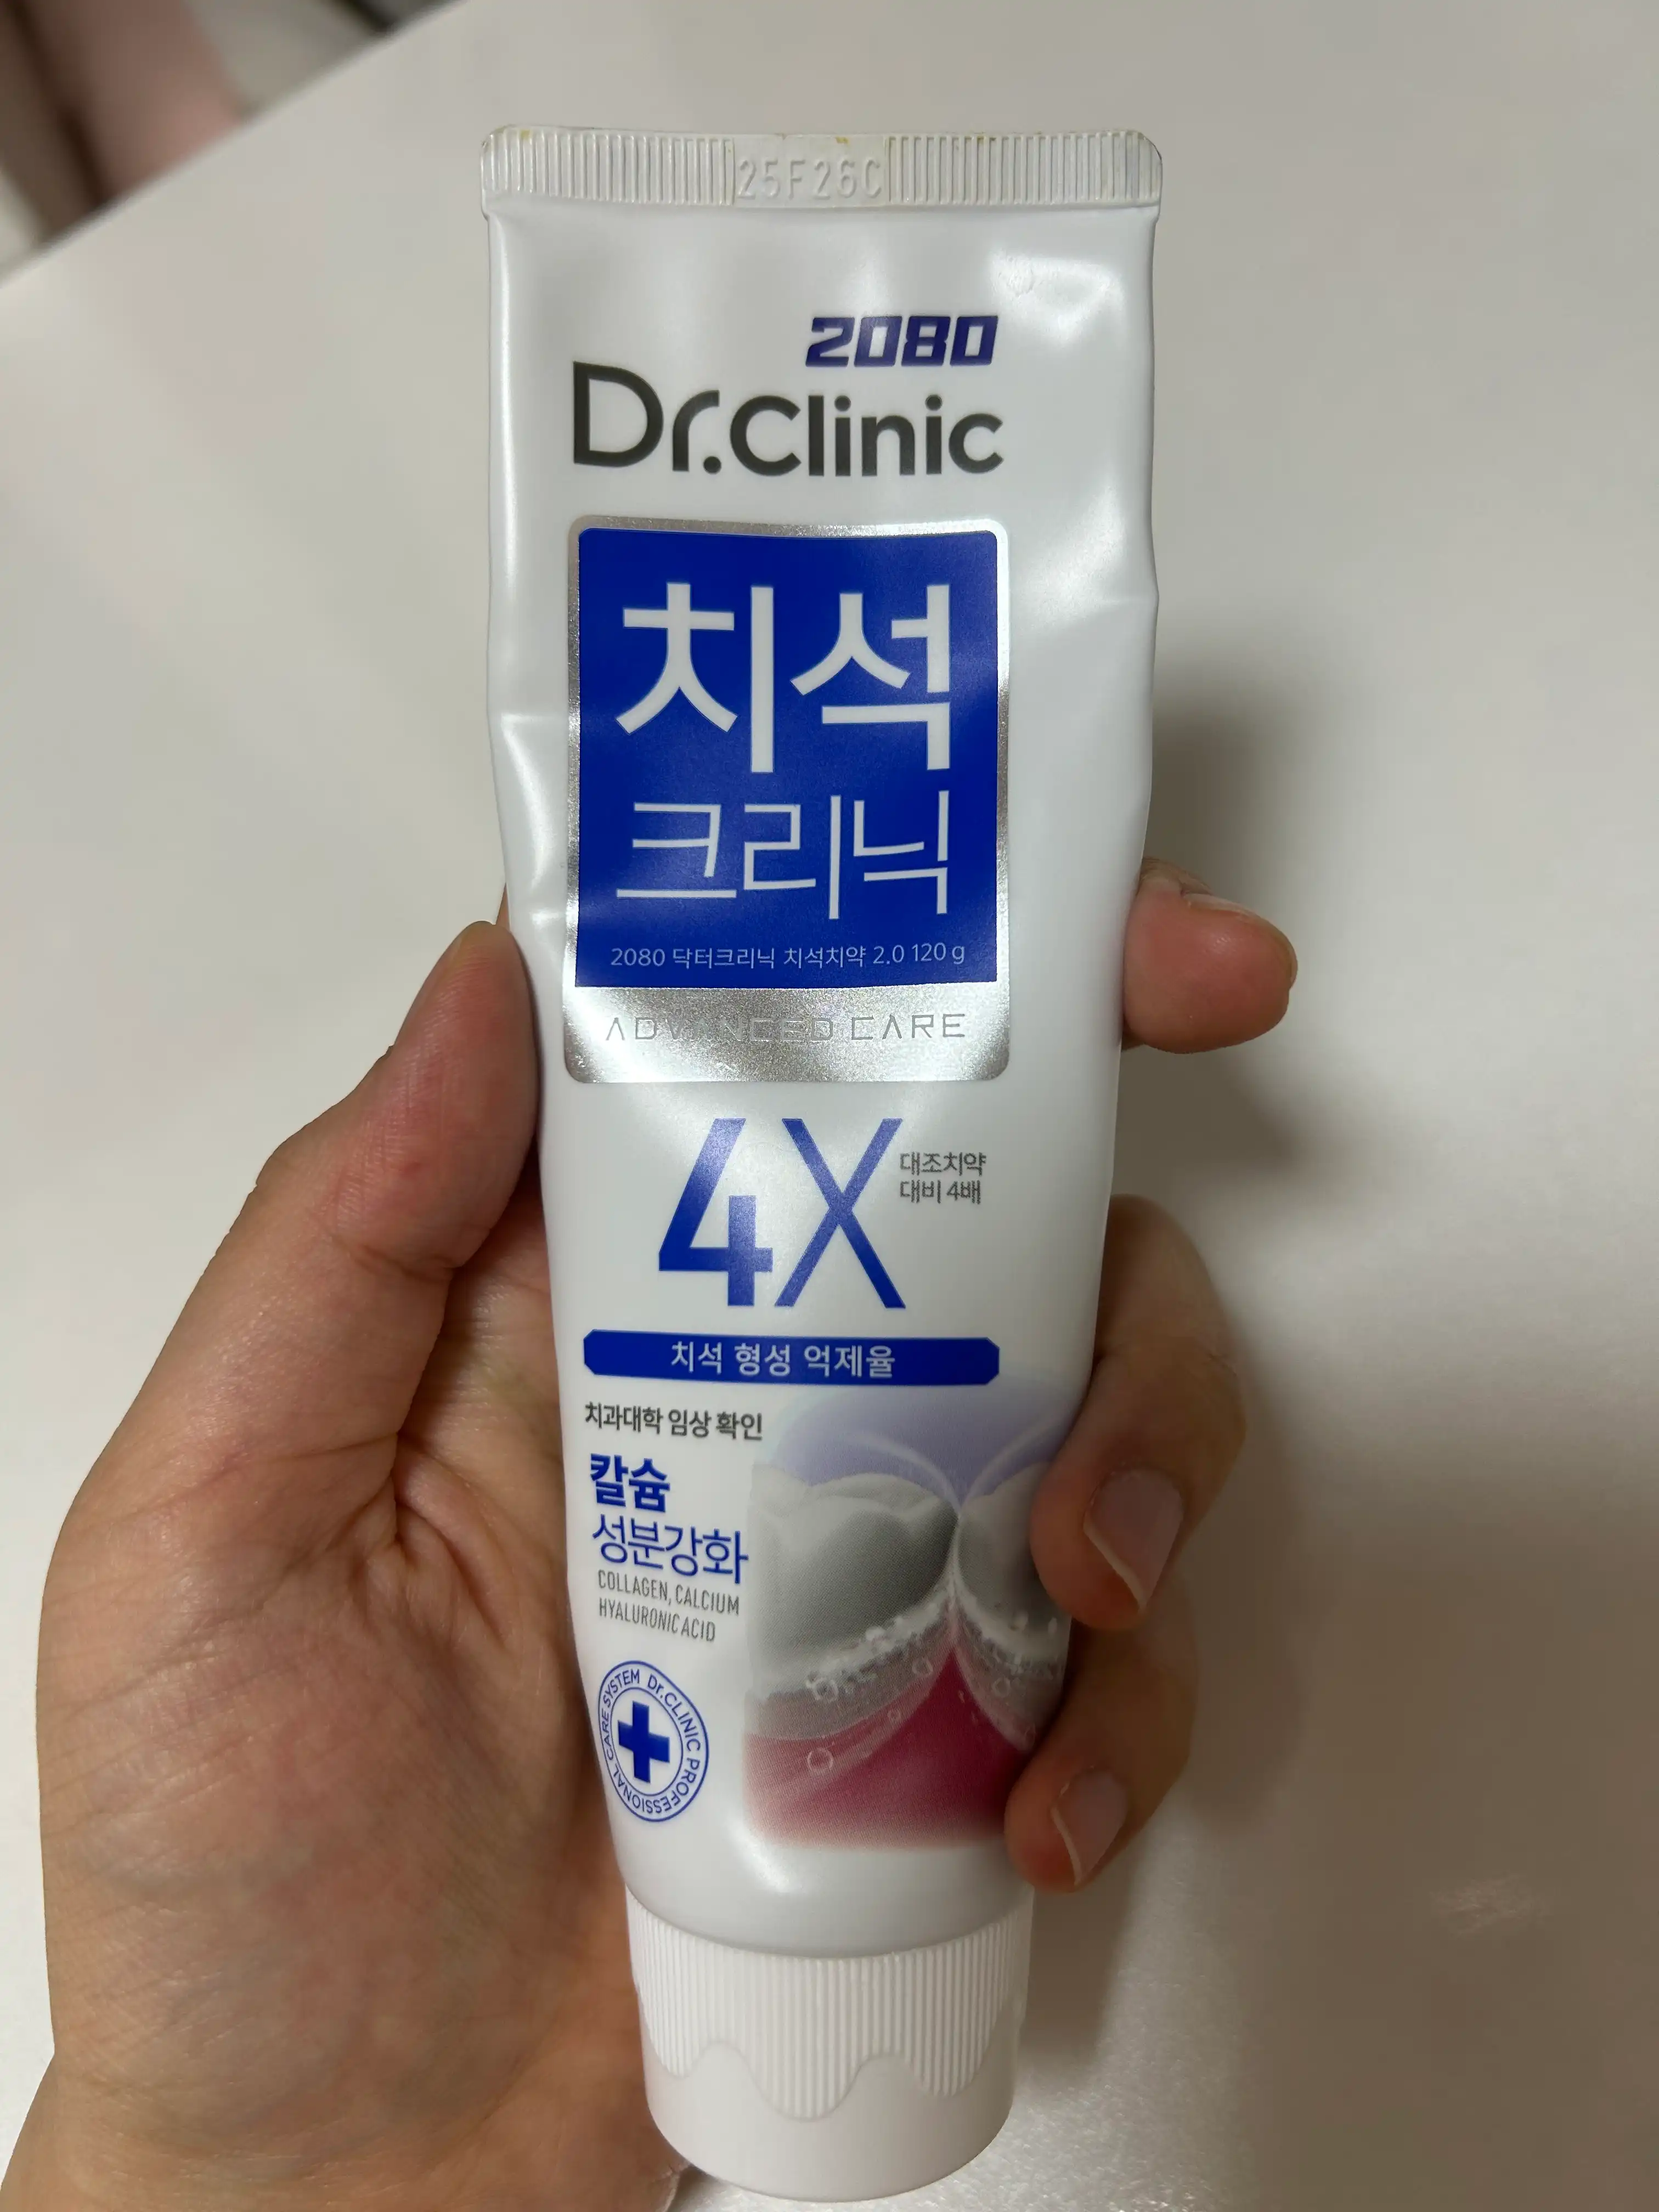 25F26C
2080
Dr.Clinic
치석
크리닉
2080 닥터크리닉 치석치약 2.0 120 g
ADVANCED CARE
4X
대조치약
대비 4배
치석 형성 억제율
치과대학 임상 확인
칼슘
성분강화
COLLAGEN, CALCIUM
HYALURONIC ACID
Dr.CLINIC PROFESSIONAL CARE SYSTEM